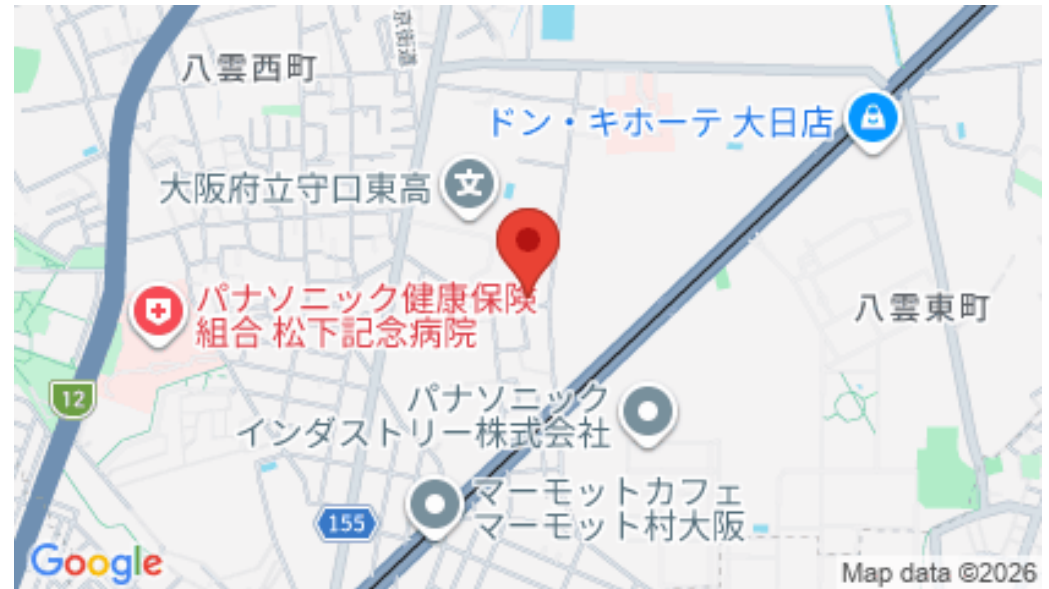 京街道
八雲西町
ドン・キホーテ 大日店
大阪府立守口東高
パナソニック健康保険
組合 松下記念病院
八雲東町
12
パナソニック
インダストリー株式会社
マーモットカフェ
マーモット村大阪
155
Google
Map data ©2026